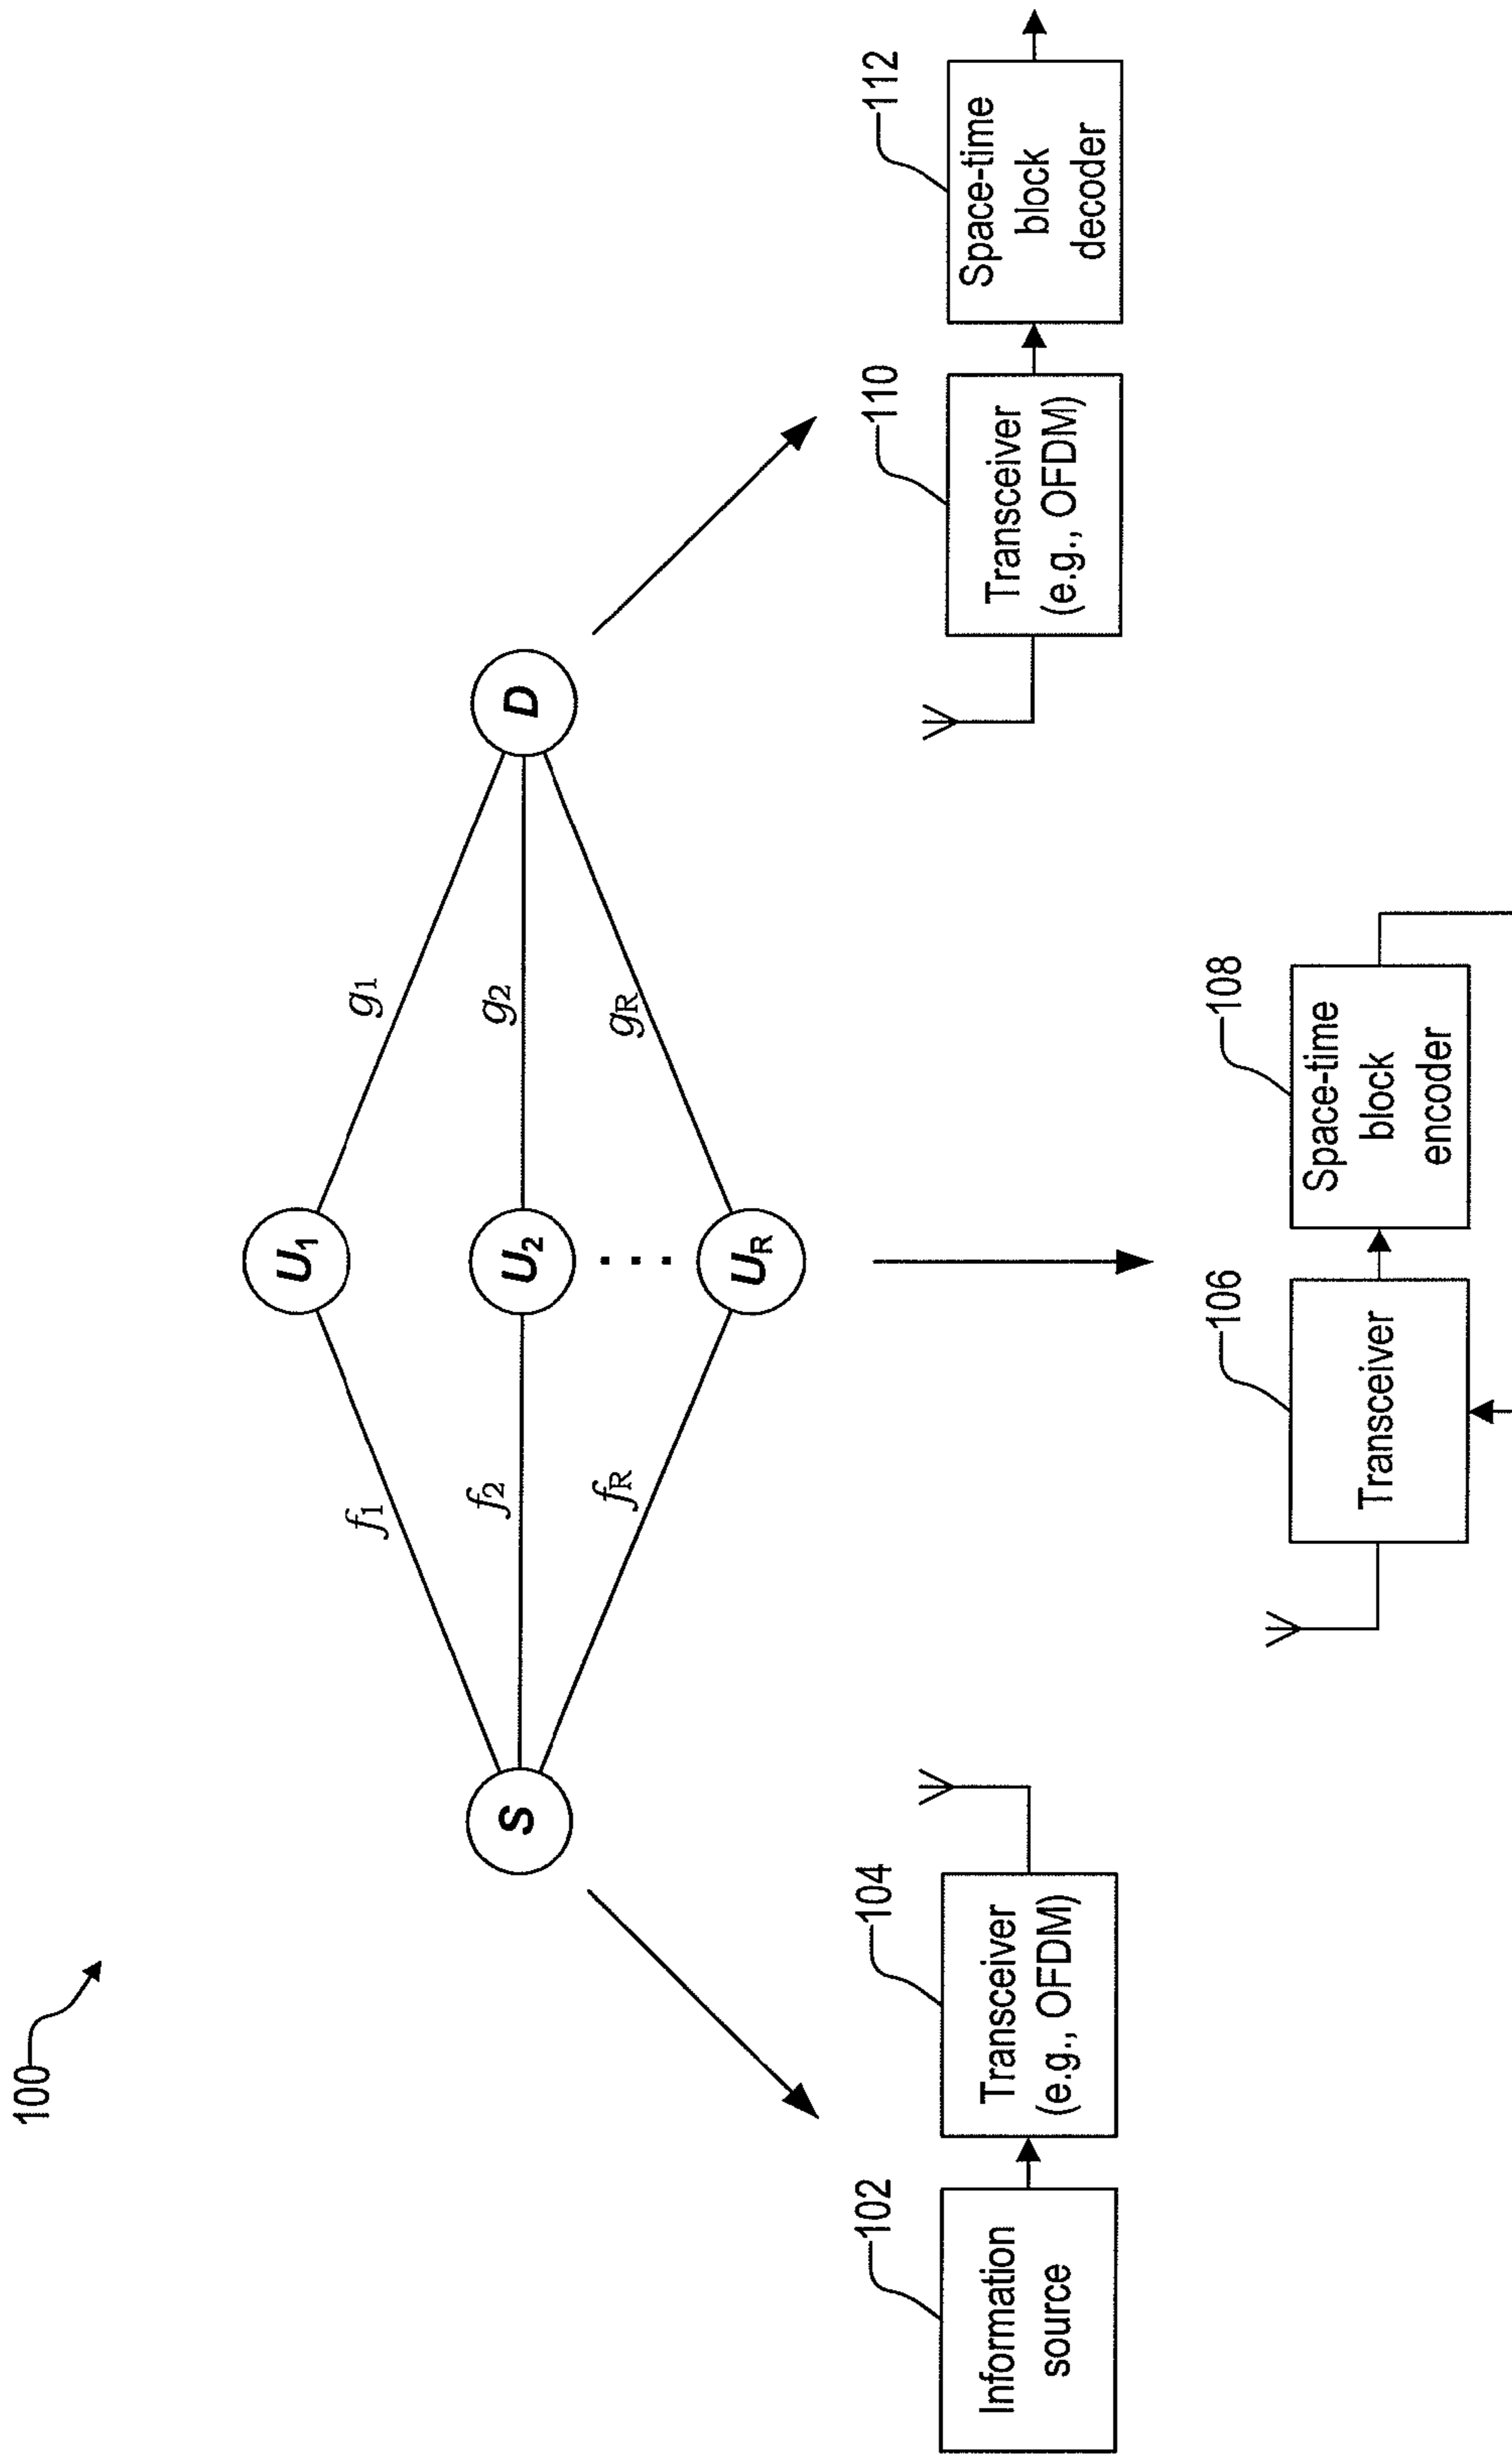 100
U1
f1
g1
S
f2
U2
g2
D
fR
UR
gR
102
Information
source
104
Transceiver
(e.g., OFDM)
110
Transceiver
(e.g., OFDM)
112
Space-time
block
decoder
106
Transceiver
108
Space-time
block
encoder